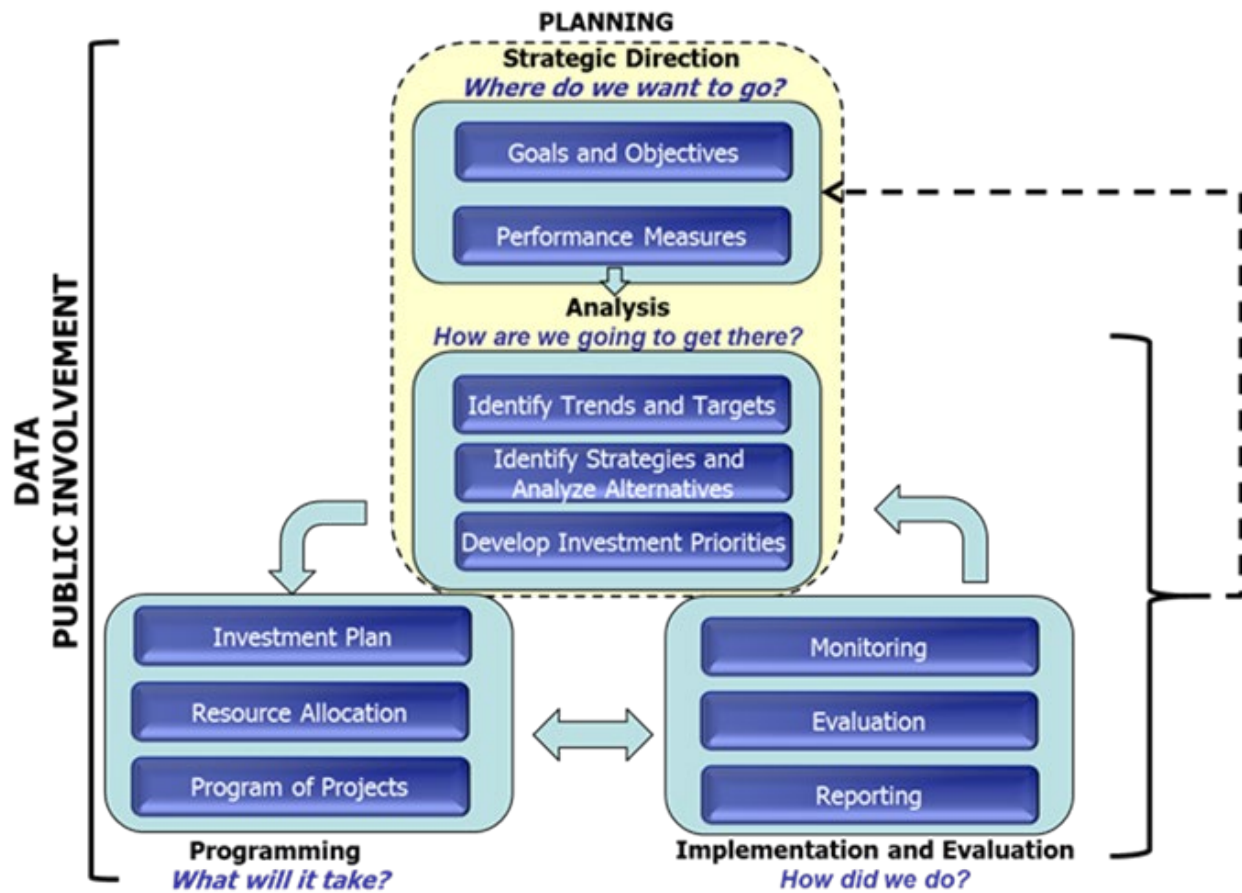 PLANNING
Strategic Direction
Where do we want to go?
Goals and Objectives
Performance Measures
Analysis
How are we going to get there?
Identify Trends and Targets
Identify Strategies and
Analyze Alternatives
Develop Investment Priorities
DATA
PUBLIC INVOLVEMENT
Investment Plan
Resource Allocation
Program of Projects
Programming
What will it take?
Monitoring
Evaluation
Reporting
Implementation and Evaluation
How did we do?